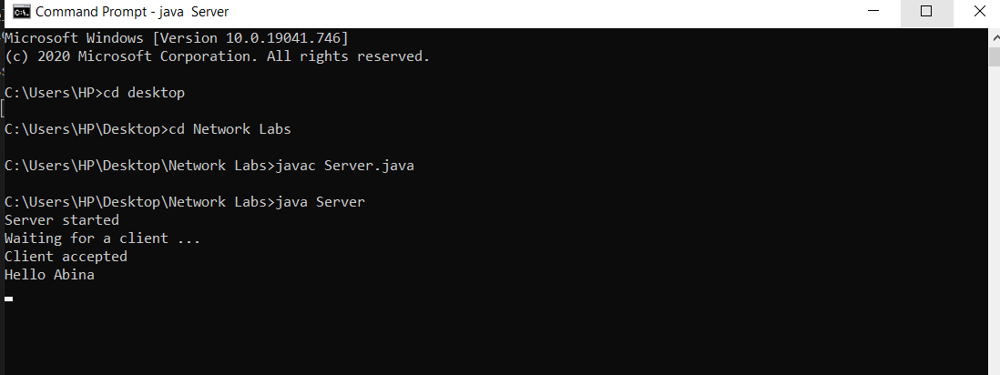 Command Prompt - java  Server
Microsoft Windows [Version 10.0.19041.746]
(c) 2020 Microsoft Corporation. All rights reserved.
C:\Users\HP>cd desktop
C:\Users\HP\Desktop>cd Network Labs
C:\Users\HP\Desktop\Network Labs>javac Server.java
C:\Users\HP\Desktop\Network Labs>java Server
Server started
Waiting for a client ...
Client accepted
Hello Abina